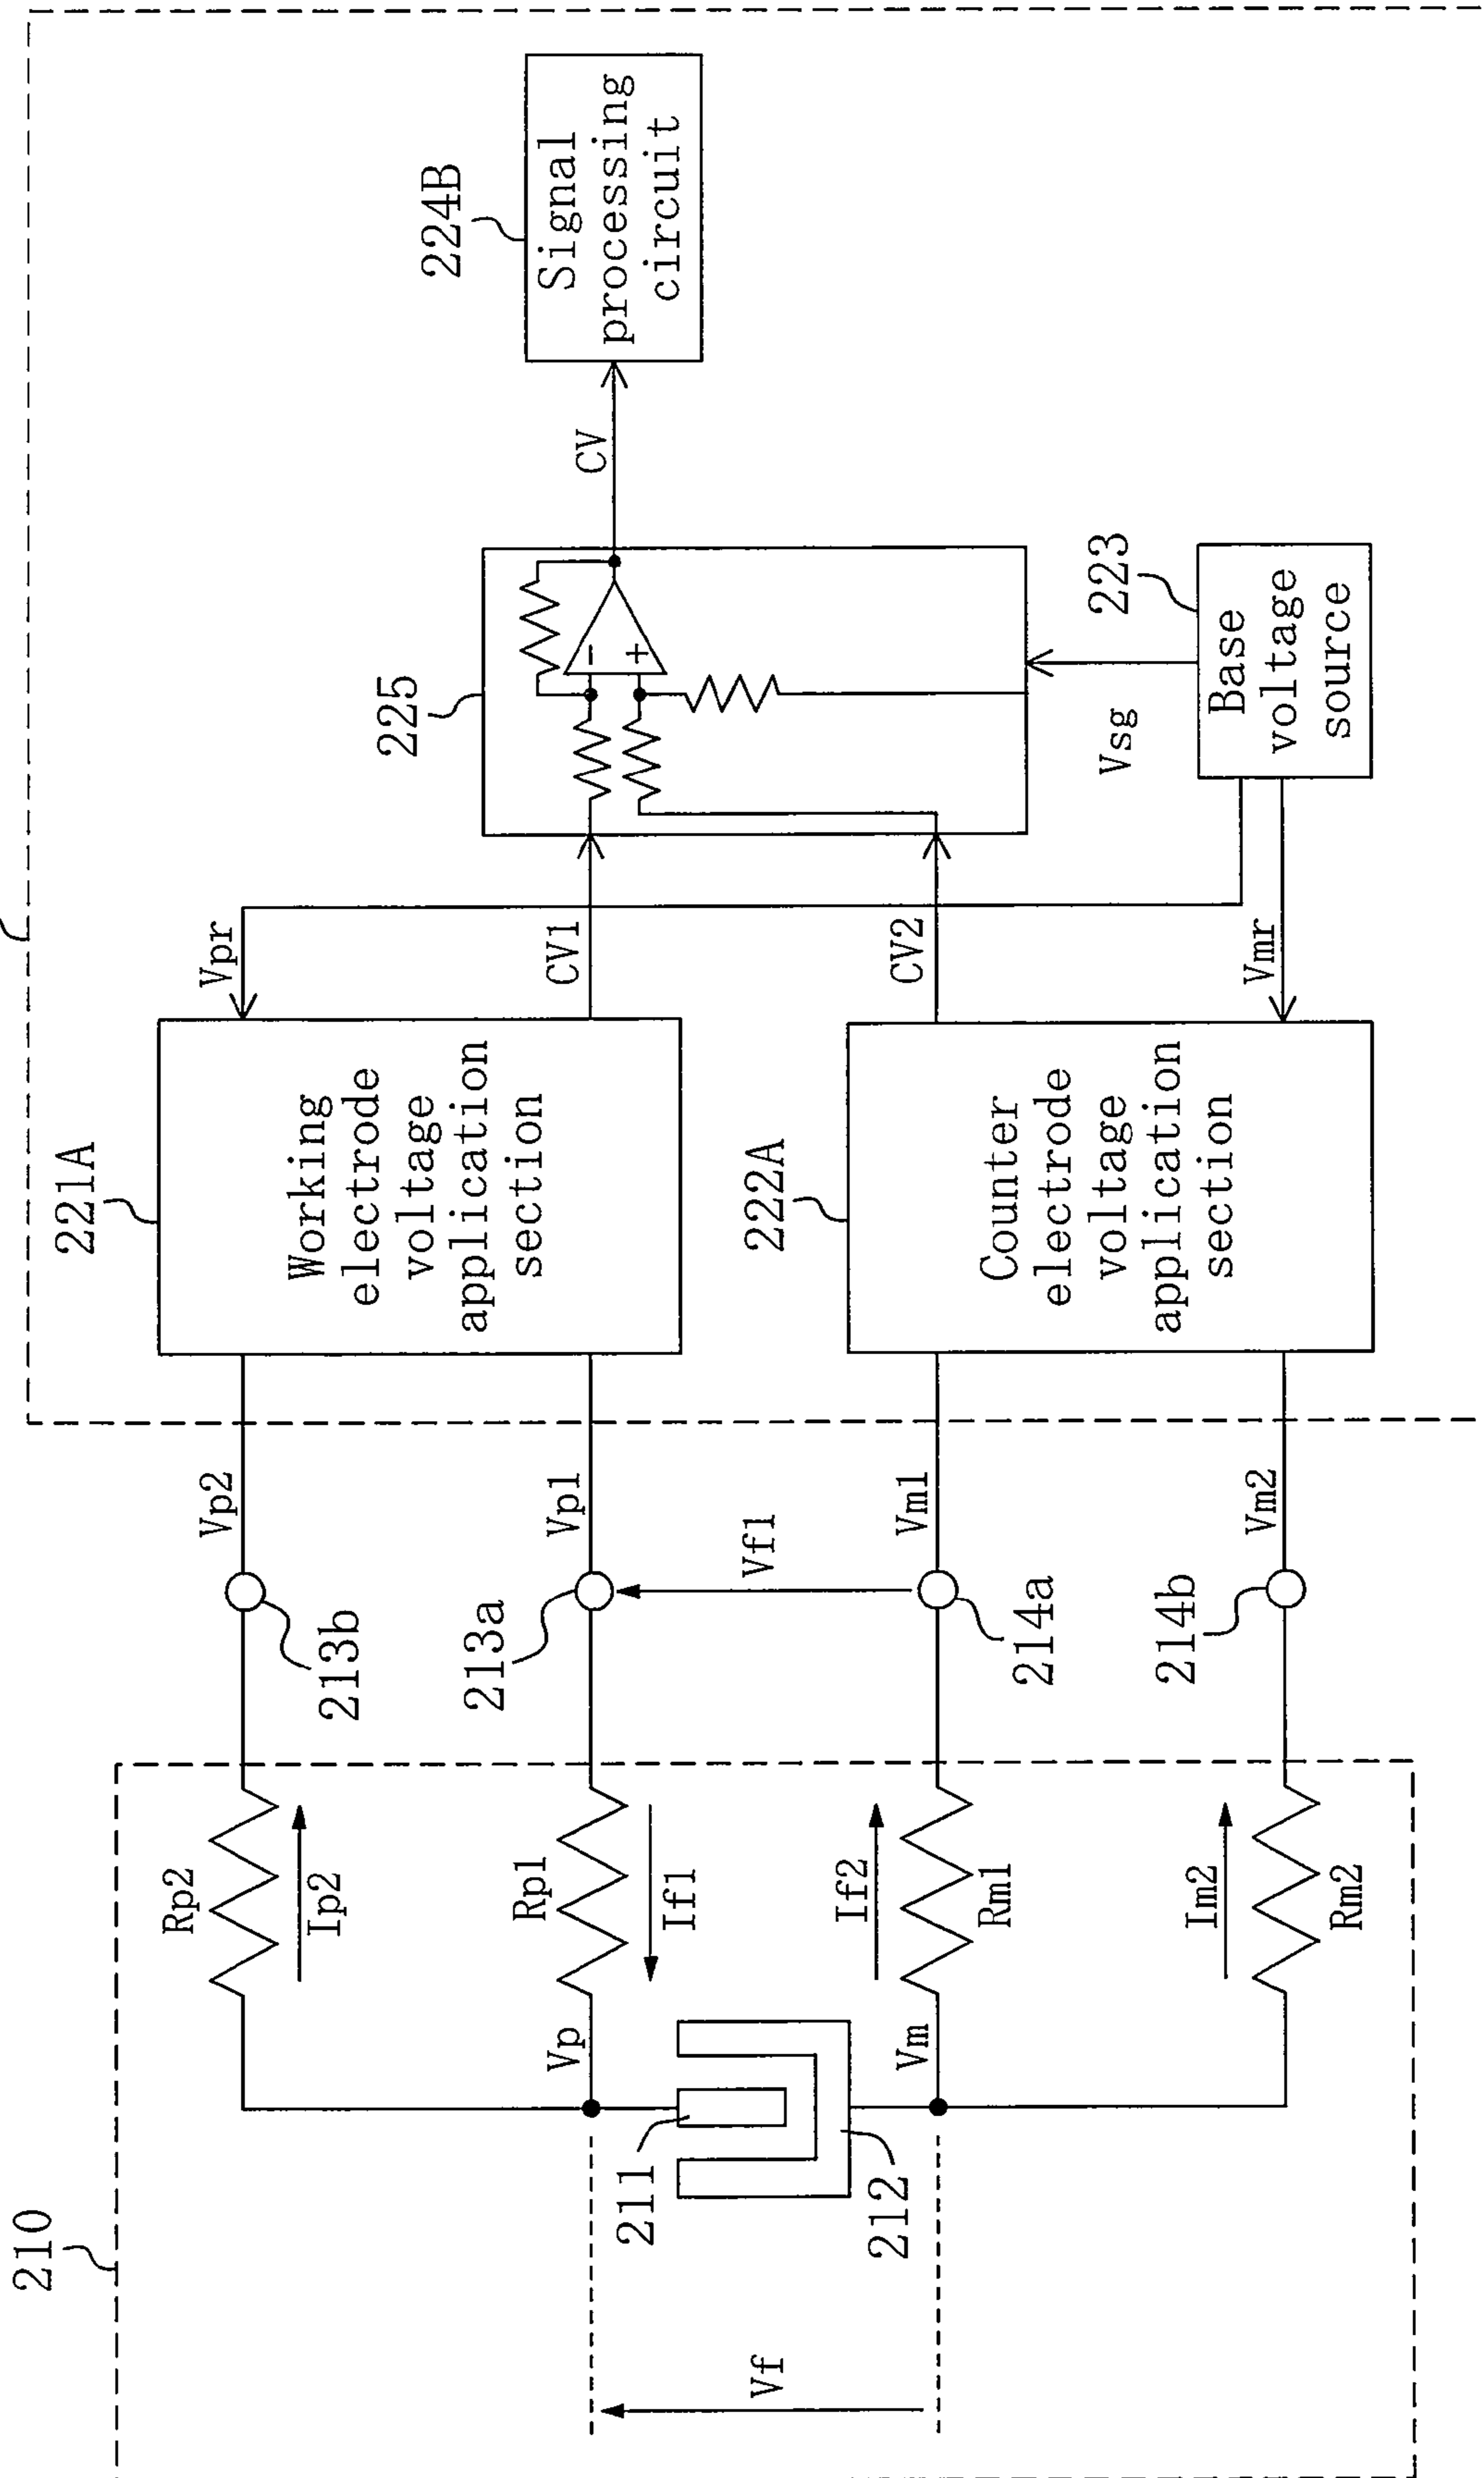 210
Vf
211
212
Vp
Vm
Rp2
Ip2
Rp1
If1
If2
Rm1
Im2
Rm2
213b
213a
214a
214b
Vf1
Vp2
Vp1
Vm1
Vm2
221A
Working
electrode
voltage
application
section
222A
Counter
electrode
voltage
application
section
Vpr
CV1
CV2
Vmr
225
−
+
Vsg
223
Base
voltage
source
CV
224B
Signal
processing
circuit